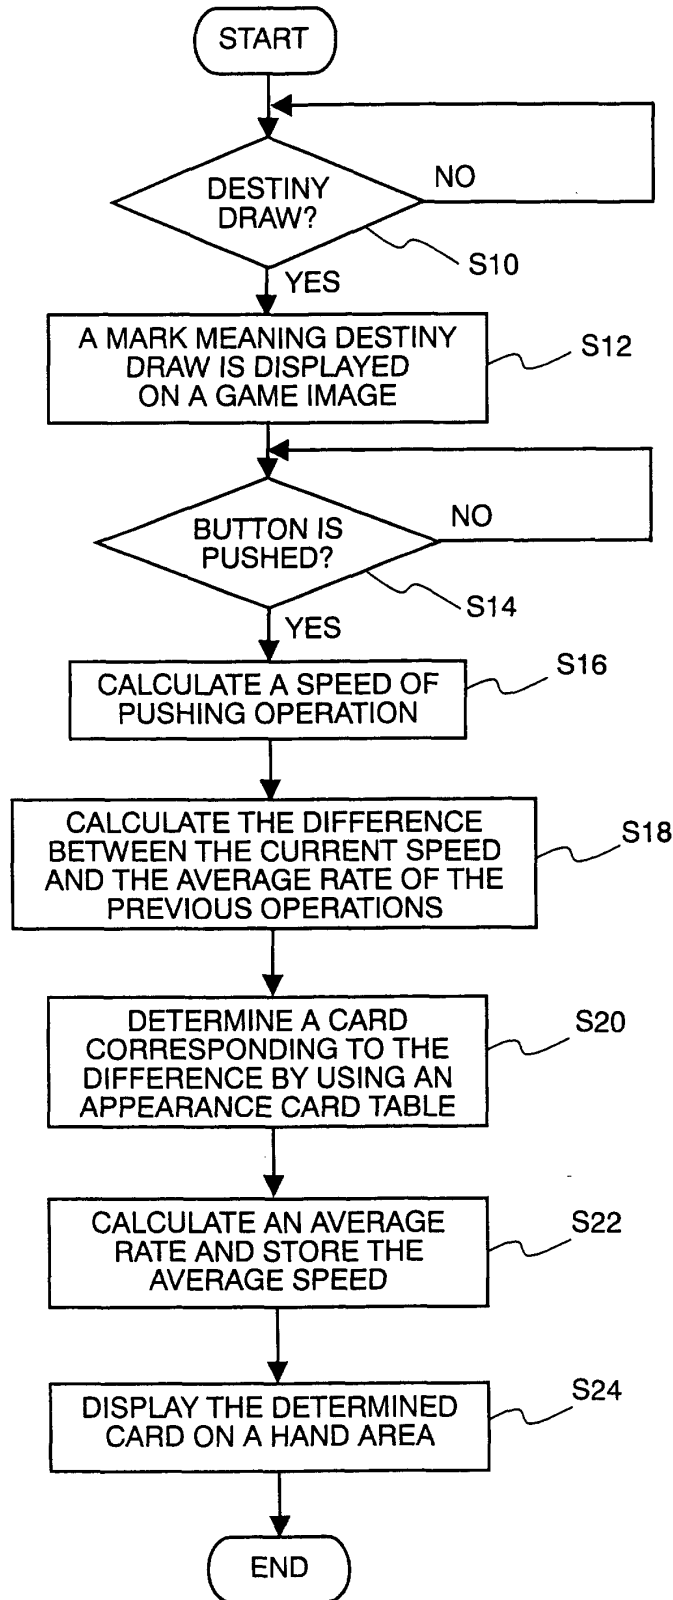 START
DESTINY
DRAW?
NO
S10
YES
A MARK MEANING DESTINY
DRAW IS DISPLAYED
ON A GAME IMAGE
S12
BUTTON IS
PUSHED?
NO
S14
YES
CALCULATE A SPEED OF
PUSHING OPERATION
S16
CALCULATE THE DIFFERENCE
BETWEEN THE CURRENT SPEED
AND THE AVERAGE RATE OF THE
PREVIOUS OPERATIONS
S18
DETERMINE A CARD
CORRESPONDING TO THE
DIFFERENCE BY USING AN
APPEARANCE CARD TABLE
S20
CALCULATE AN AVERAGE
RATE AND STORE THE
AVERAGE SPEED
S22
DISPLAY THE DETERMINED
CARD ON A HAND AREA
S24
END